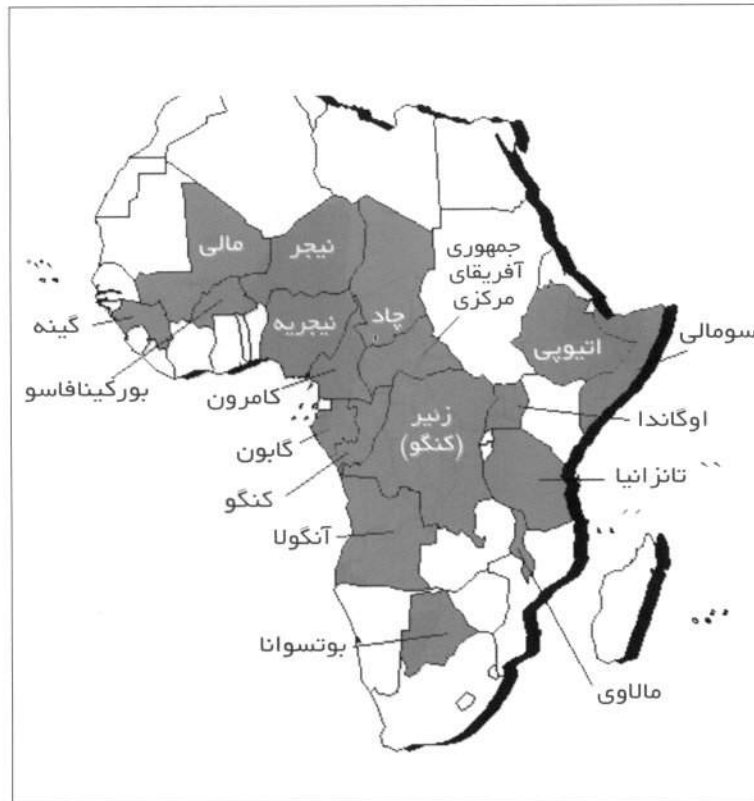 جمهوری
آفریقای
مرکزی
مالی
نیجر
چاد
سومالی
اتیوپی
نیجریه
گینه
بورکینافاسو
کامرون
زئیر
(کنگو)
اوگاندا
گابون
تانزانیا
کنگو
آنگولا
بوتسوانا
مالاوی